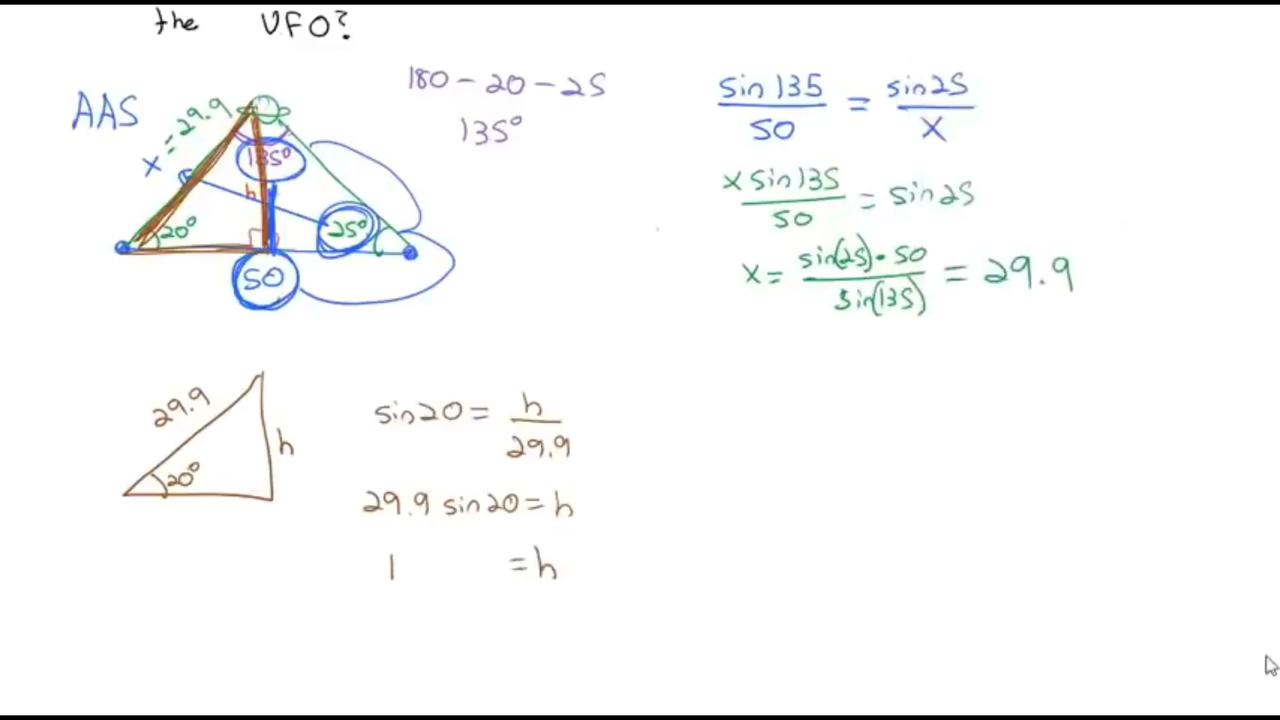 the UFO?
AAS
x = 29.9
135°
h
20°
25°
50
180 - 20 - 25
135°
sin 135 / 50 = sin 25 / x
x sin 135 / 50 = sin 25
x = sin(25) · 50 / sin(135) = 29.9
29.9
h
20°
sin 20 = h / 29.9
29.9 sin 20 = h
1 = h